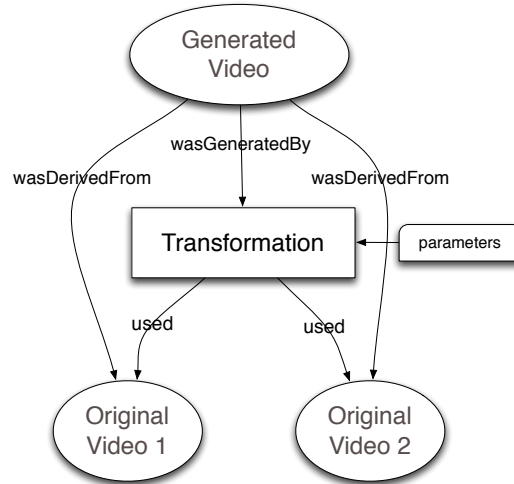 Generated
Video
wasGeneratedBy
wasDerivedFrom
wasDerivedFrom
Transformation
parameters
used
used
Original
Video 1
Original
Video 2